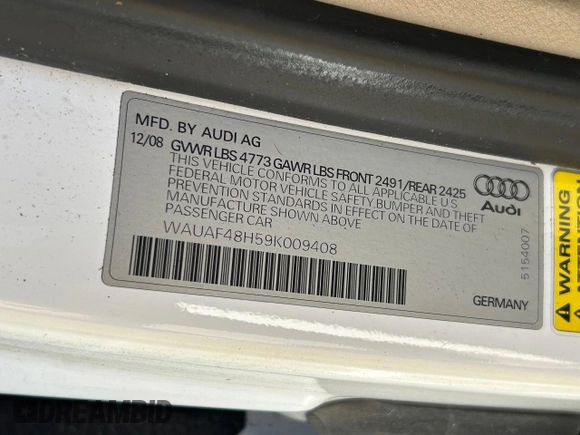 MFD. BY AUDI AG
12/08 GVWR LBS 4773 GAWR LBS FRONT 2491/REAR 2425
THIS VEHICLE CONFORMS TO ALL APPLICABLE U.S.
FEDERAL MOTOR VEHICLE SAFETY,BUMPER AND THEFT
PREVENTION STANDARDS IN EFFECT ON THE DATE OF
MANUFACTURE SHOWN ABOVE
PASSENGER CAR
WAUAF48H59K009408
Audi
5154007
GERMANY
WARNING
DREAMBID